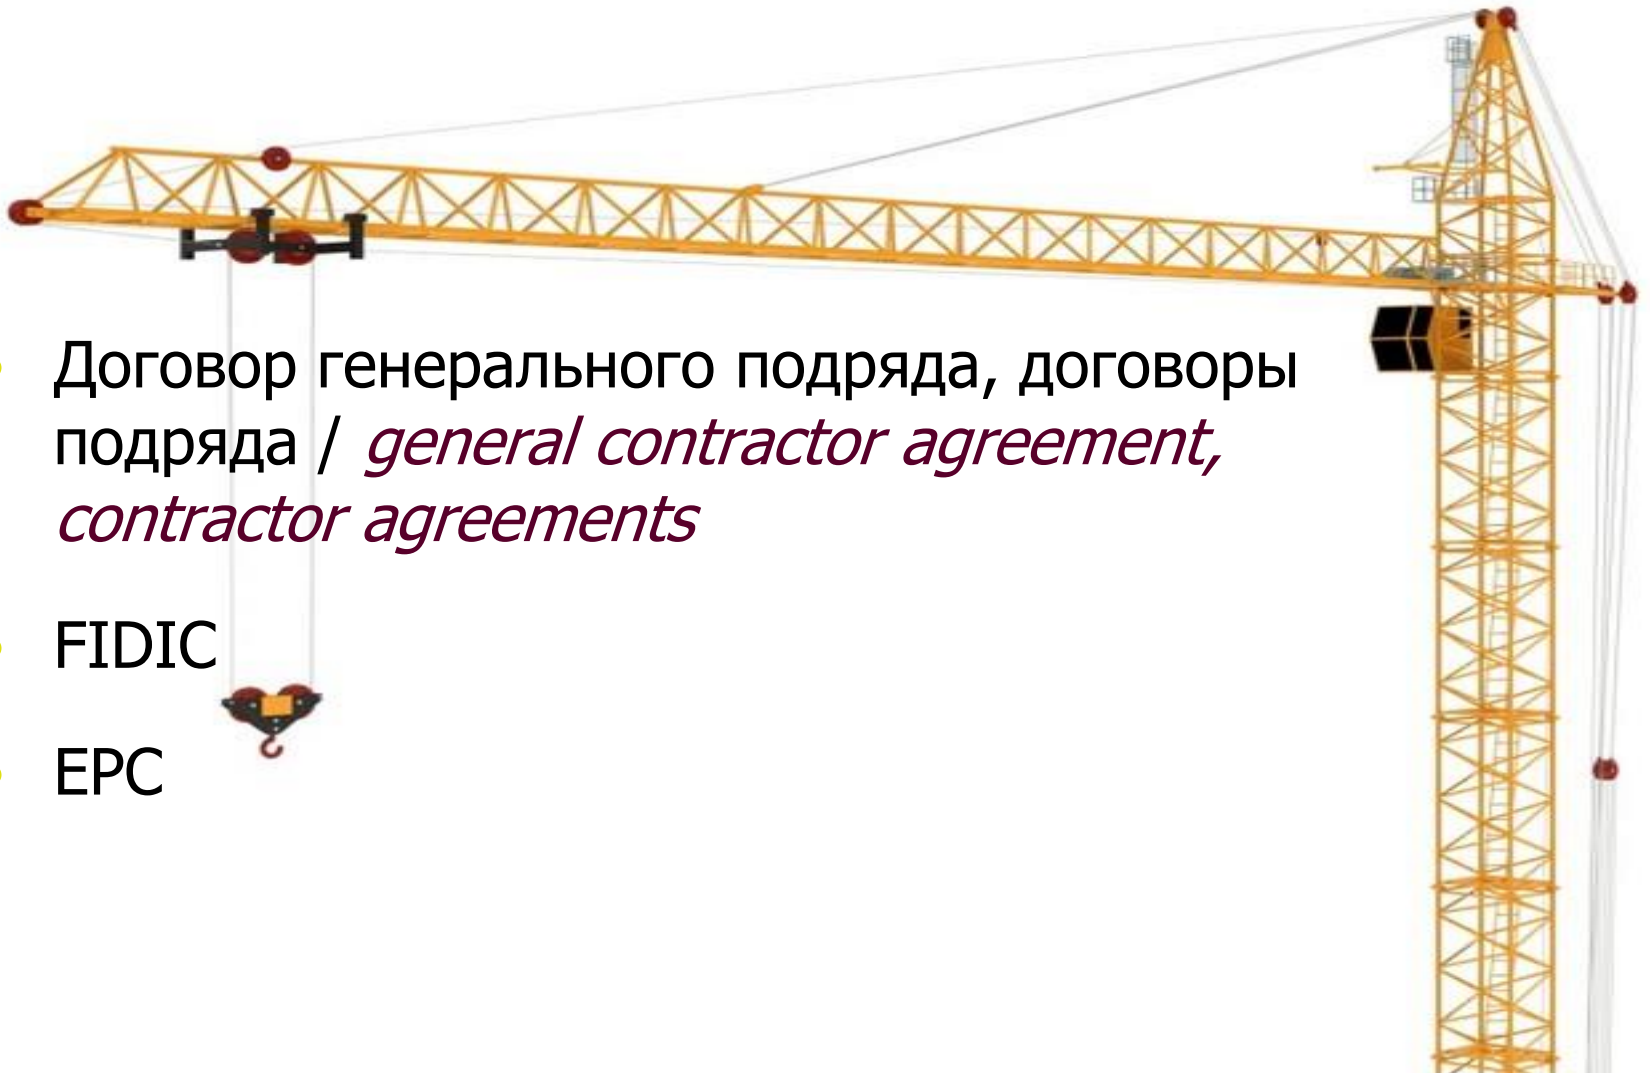 Договор генерального подряда, договоры
подряда / general contractor agreement,
contractor agreements
FIDIC
EPC